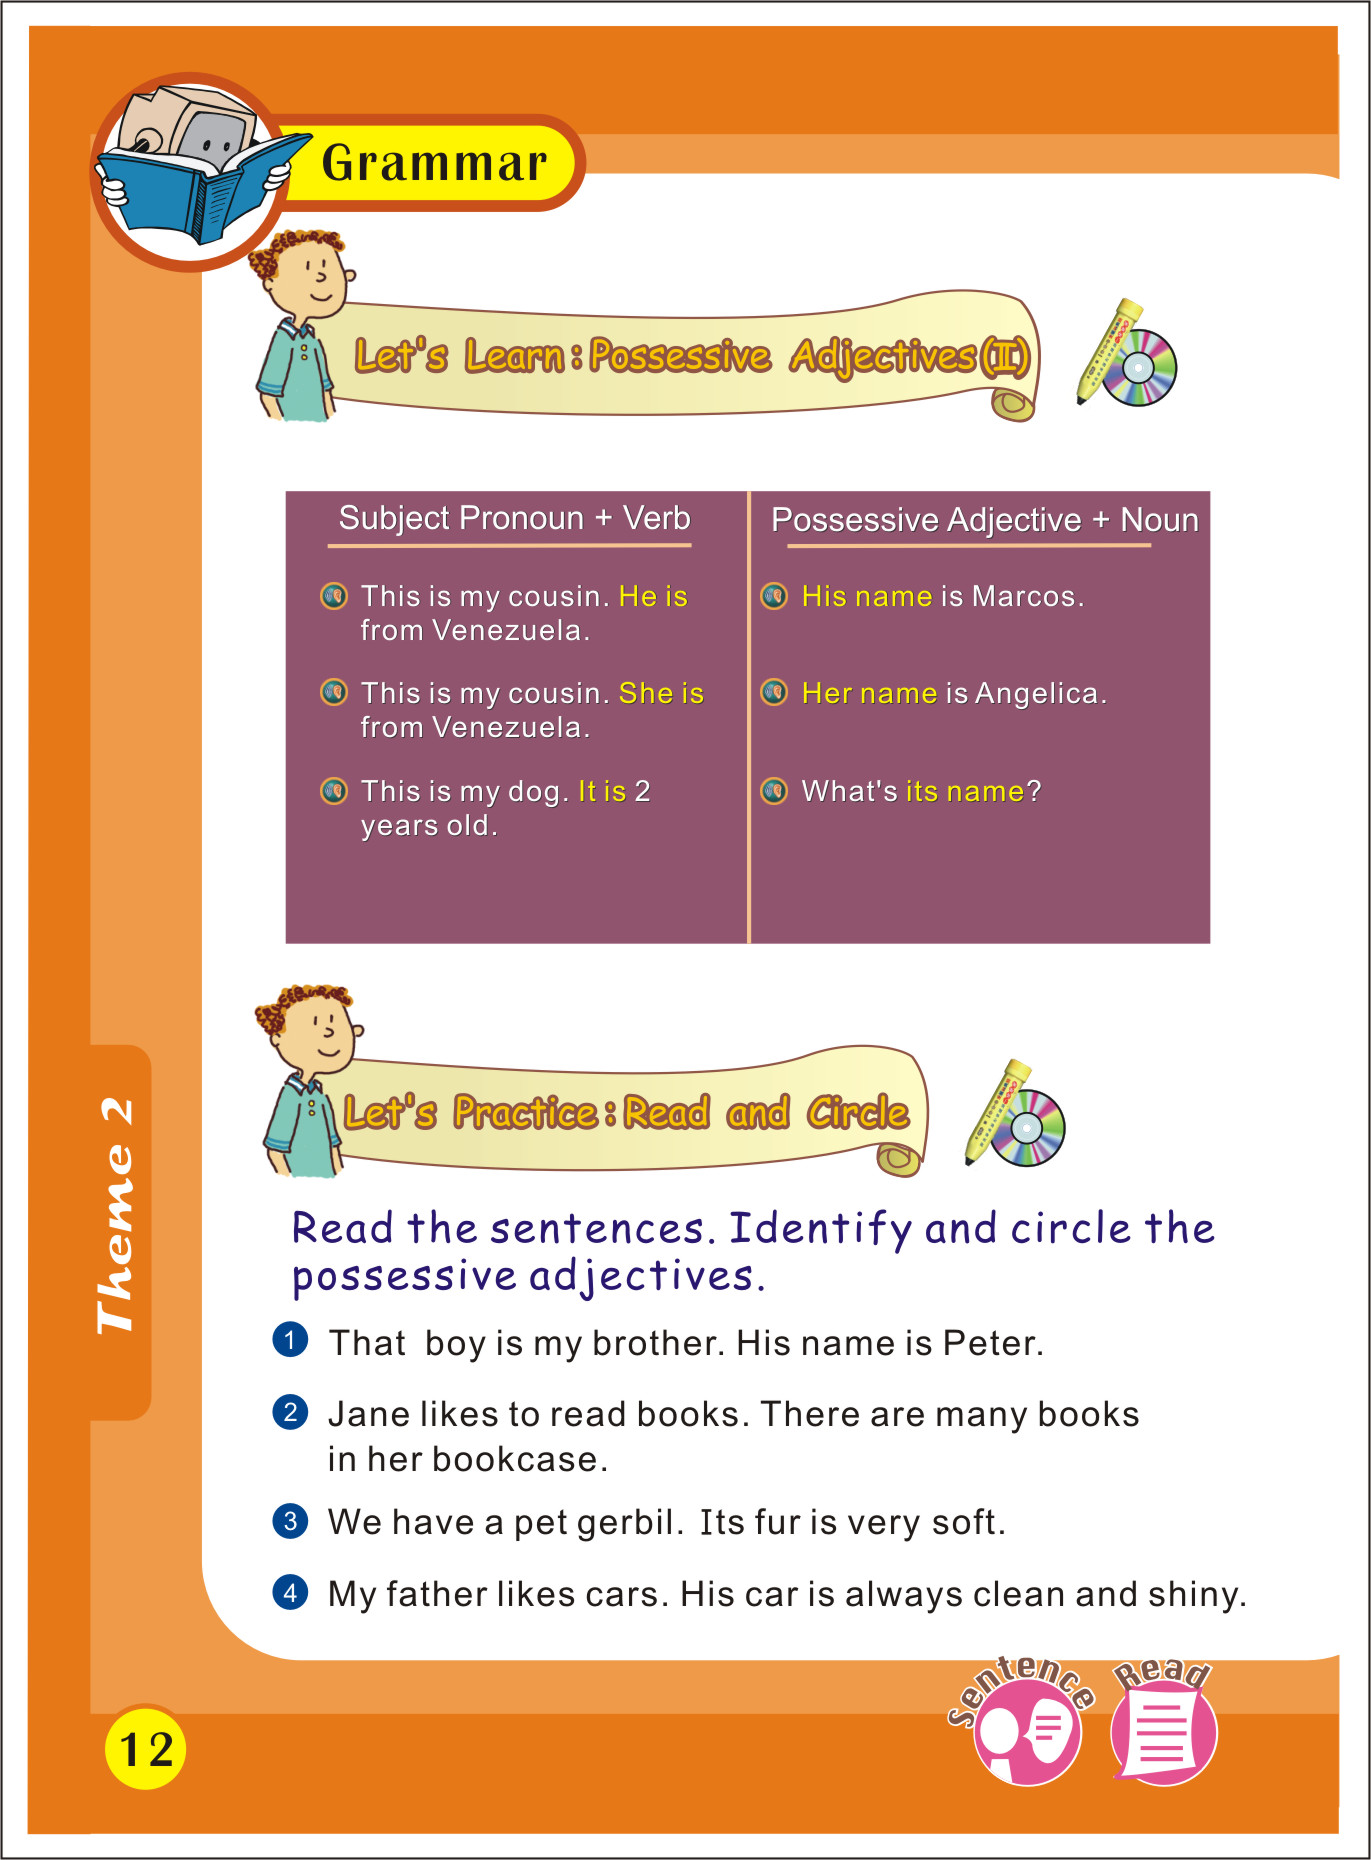 Grammar
Let's Learn: Possessive Adjectives (II)
Subject Pronoun + Verb
Possessive Adjective + Noun
This is my cousin. He is
from Venezuela.
His name is Marcos.
This is my cousin. She is
from Venezuela.
Her name is Angelica.
This is my dog. It is 2
years old.
What's its name?
Let's Practice: Read and Circle
Read the sentences. Identify and circle the
possessive adjectives.
1 That boy is my brother. His name is Peter.
2 Jane likes to read books. There are many books
in her bookcase.
3 We have a pet gerbil. Its fur is very soft.
4 My father likes cars. His car is always clean and shiny.
Theme 2
12
Sentence
Read